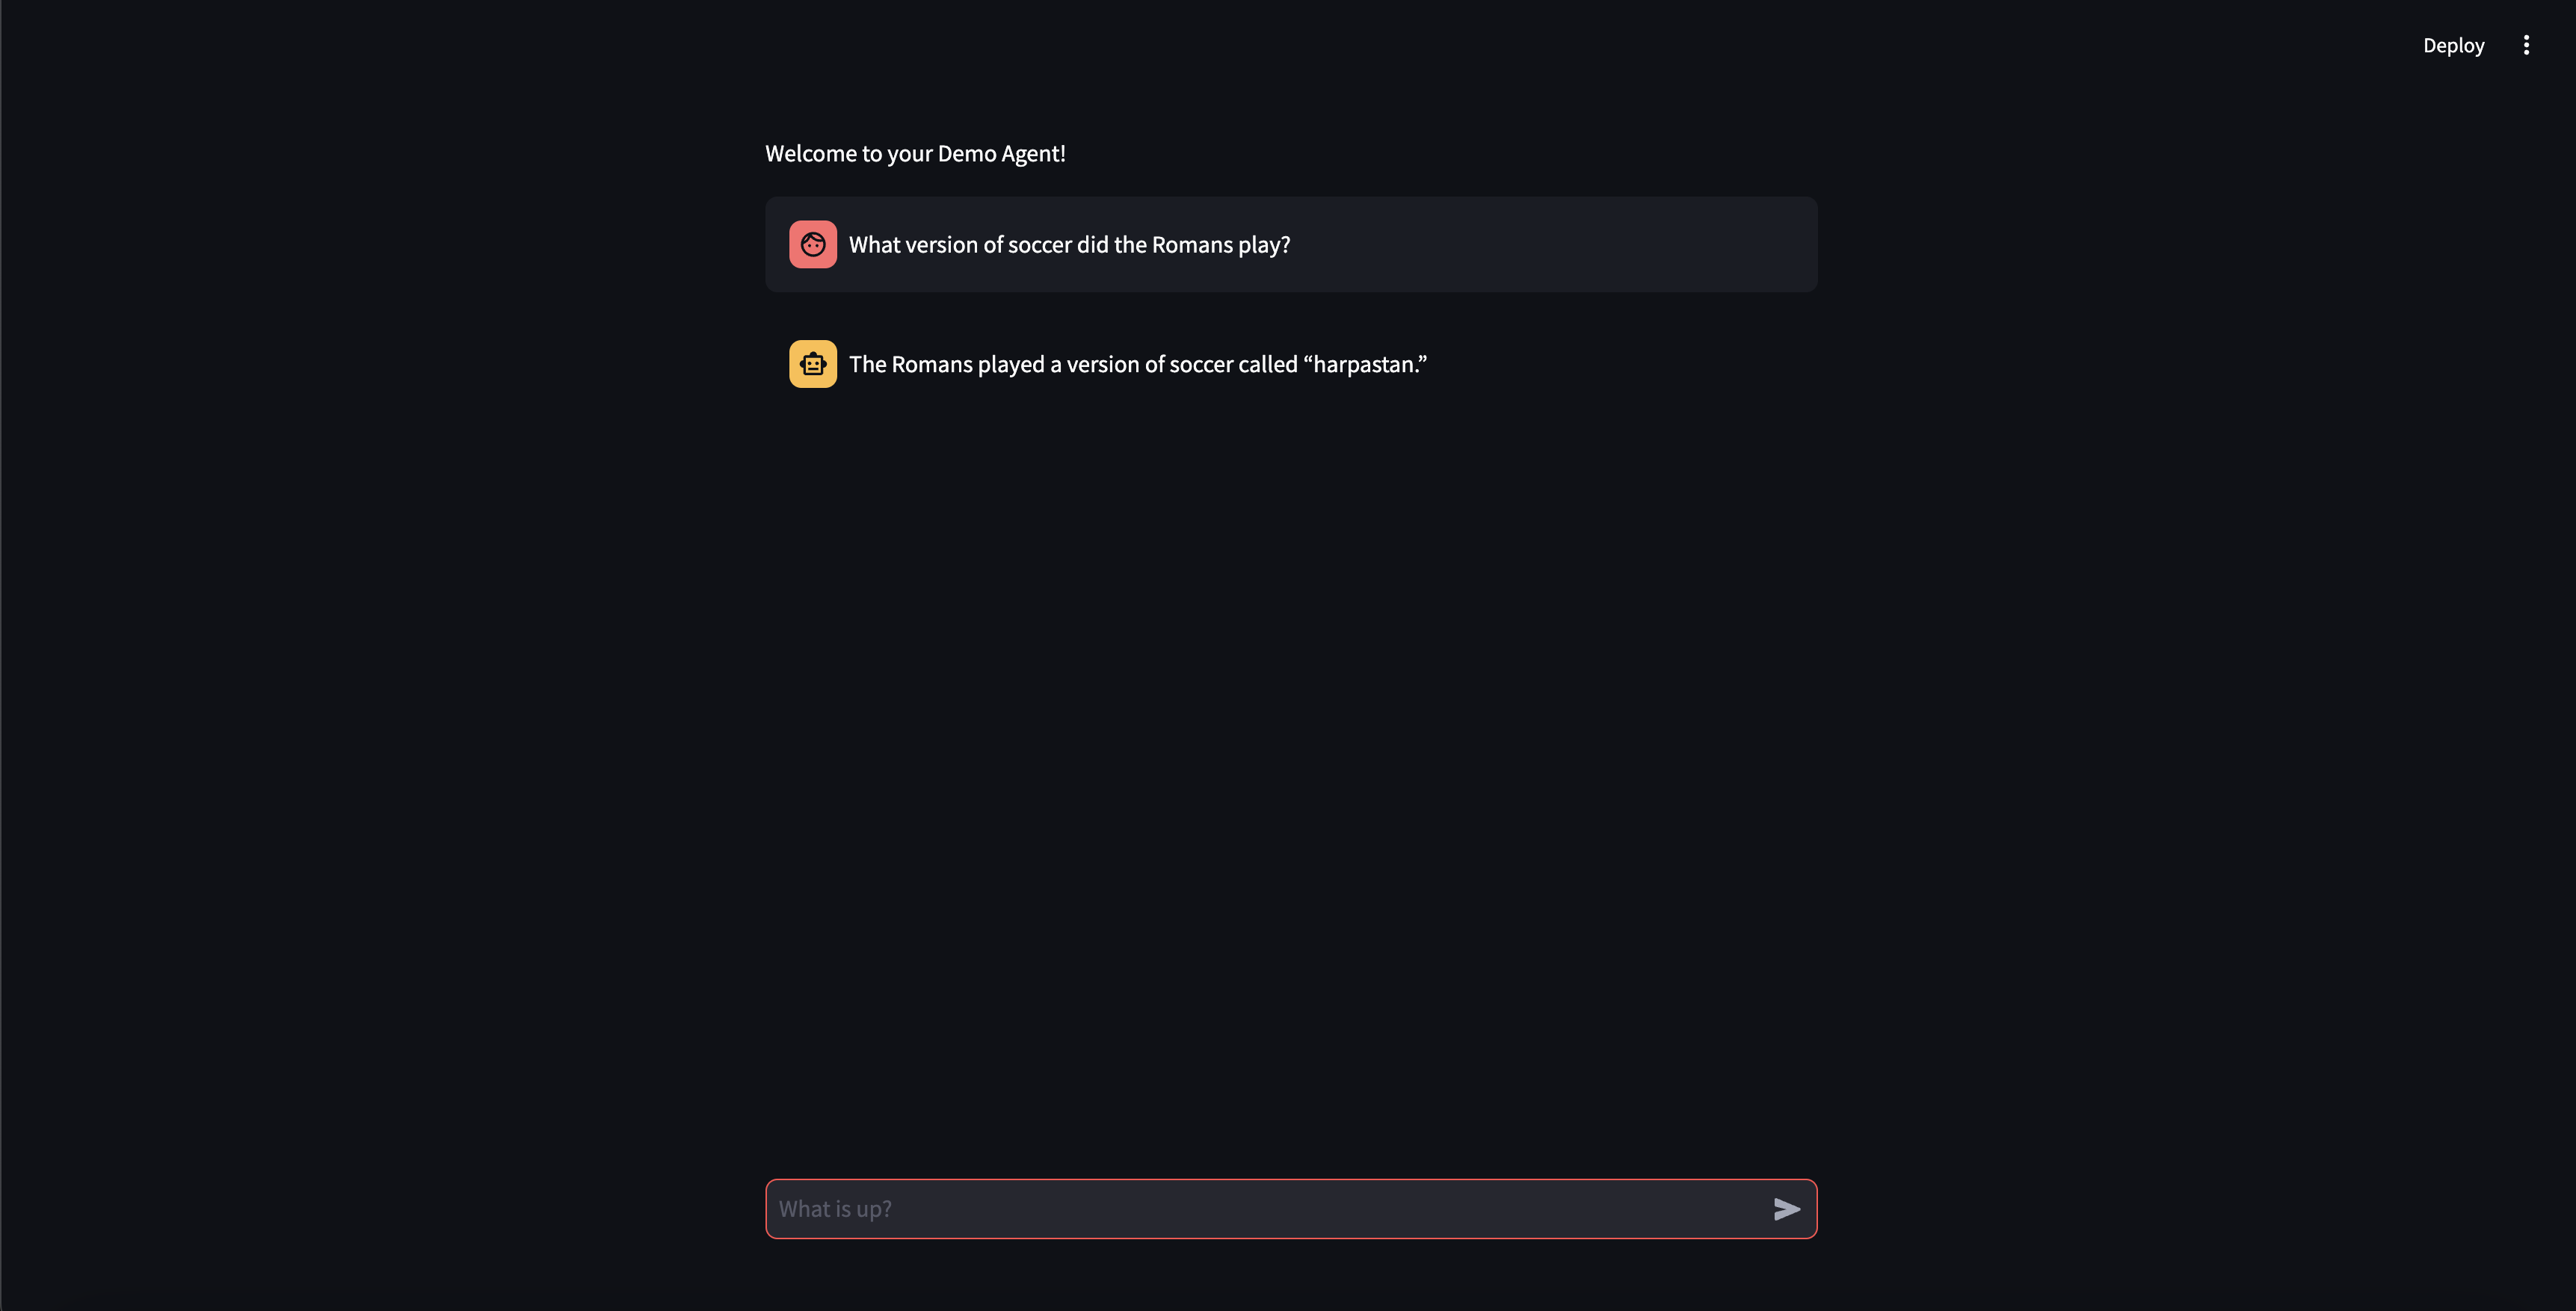 Deploy
Welcome to your Demo Agent!
What version of soccer did the Romans play?
The Romans played a version of soccer called “harpastan.”
What is up?